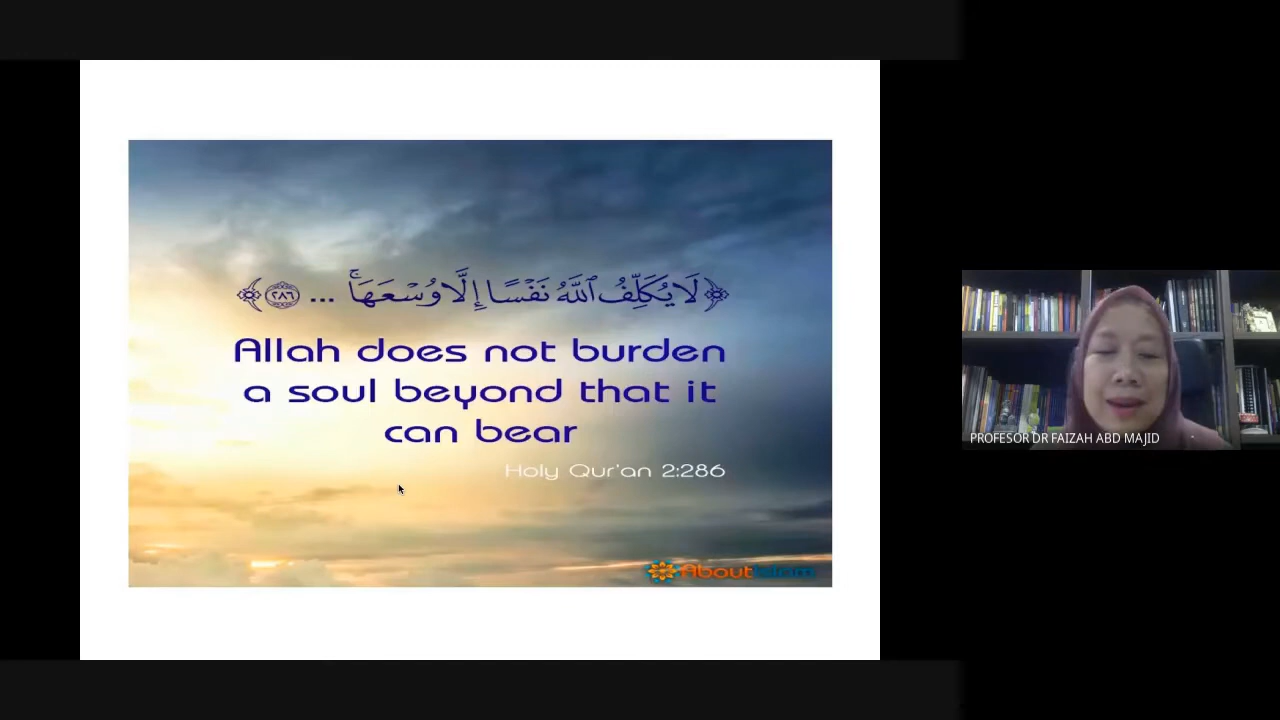 ﴿لَا يُكَلِّفُ ٱللَّهُ نَفْسًا إِلَّا وُسْعَهَا ۚ ... ٢٨٦﴾
Allah does not burden
a soul beyond that it
can bear
Holy Qur'an 2:286
AboutIslam
PROFESOR DR FAIZAH ABD MAJID